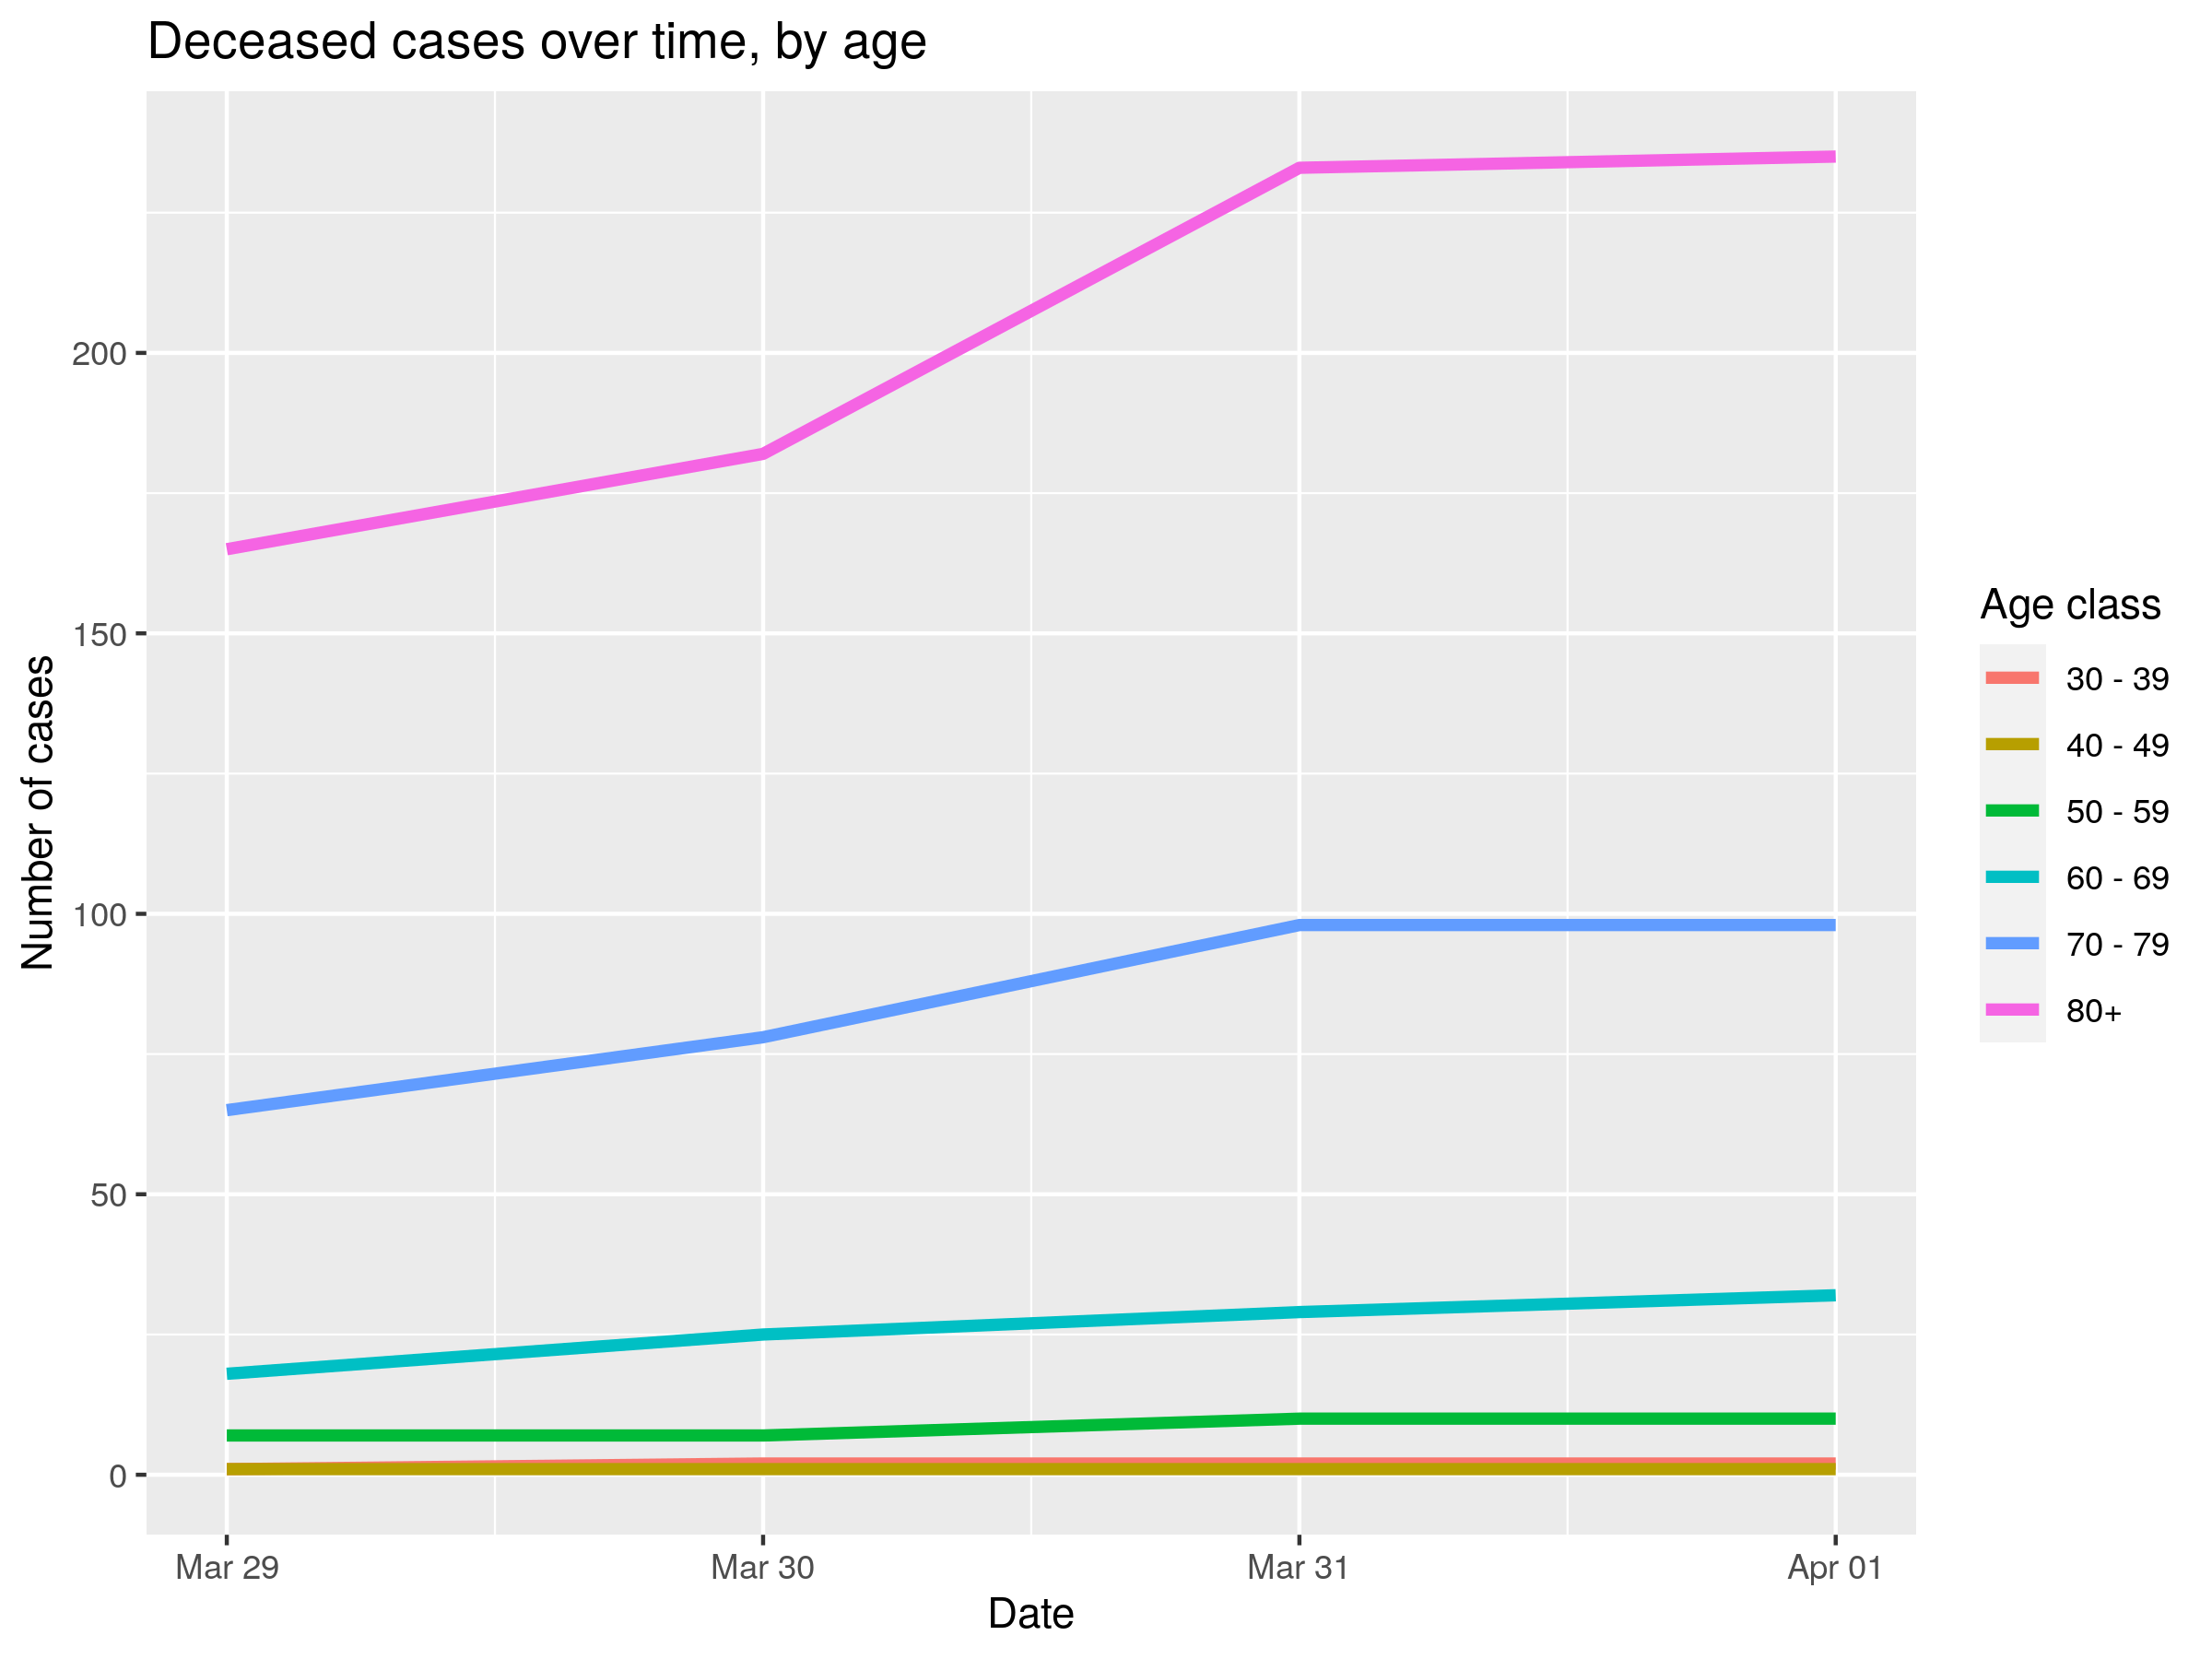 Deceased cases over time, by age
Number of cases
200
150
100
50
0
Mar 29
Mar 30
Mar 31
Apr 01
Date
Age class
30 - 39
40 - 49
50 - 59
60 - 69
70 - 79
80+